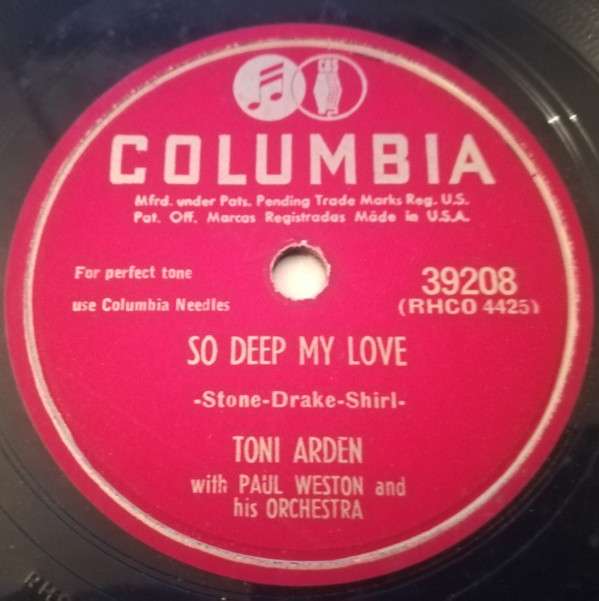 CBS
COLUMBIA
Mfrd. under Pats. Pending Trade Marks Reg. U.S.
Pat. Off. Marcas Registradas Made in U.S.A.
For perfect tone
use Columbia Needles
39208
(RHCO 4425)
SO DEEP MY LOVE
-Stone-Drake-Shirl-
TONI ARDEN
with PAUL WESTON and
his ORCHESTRA